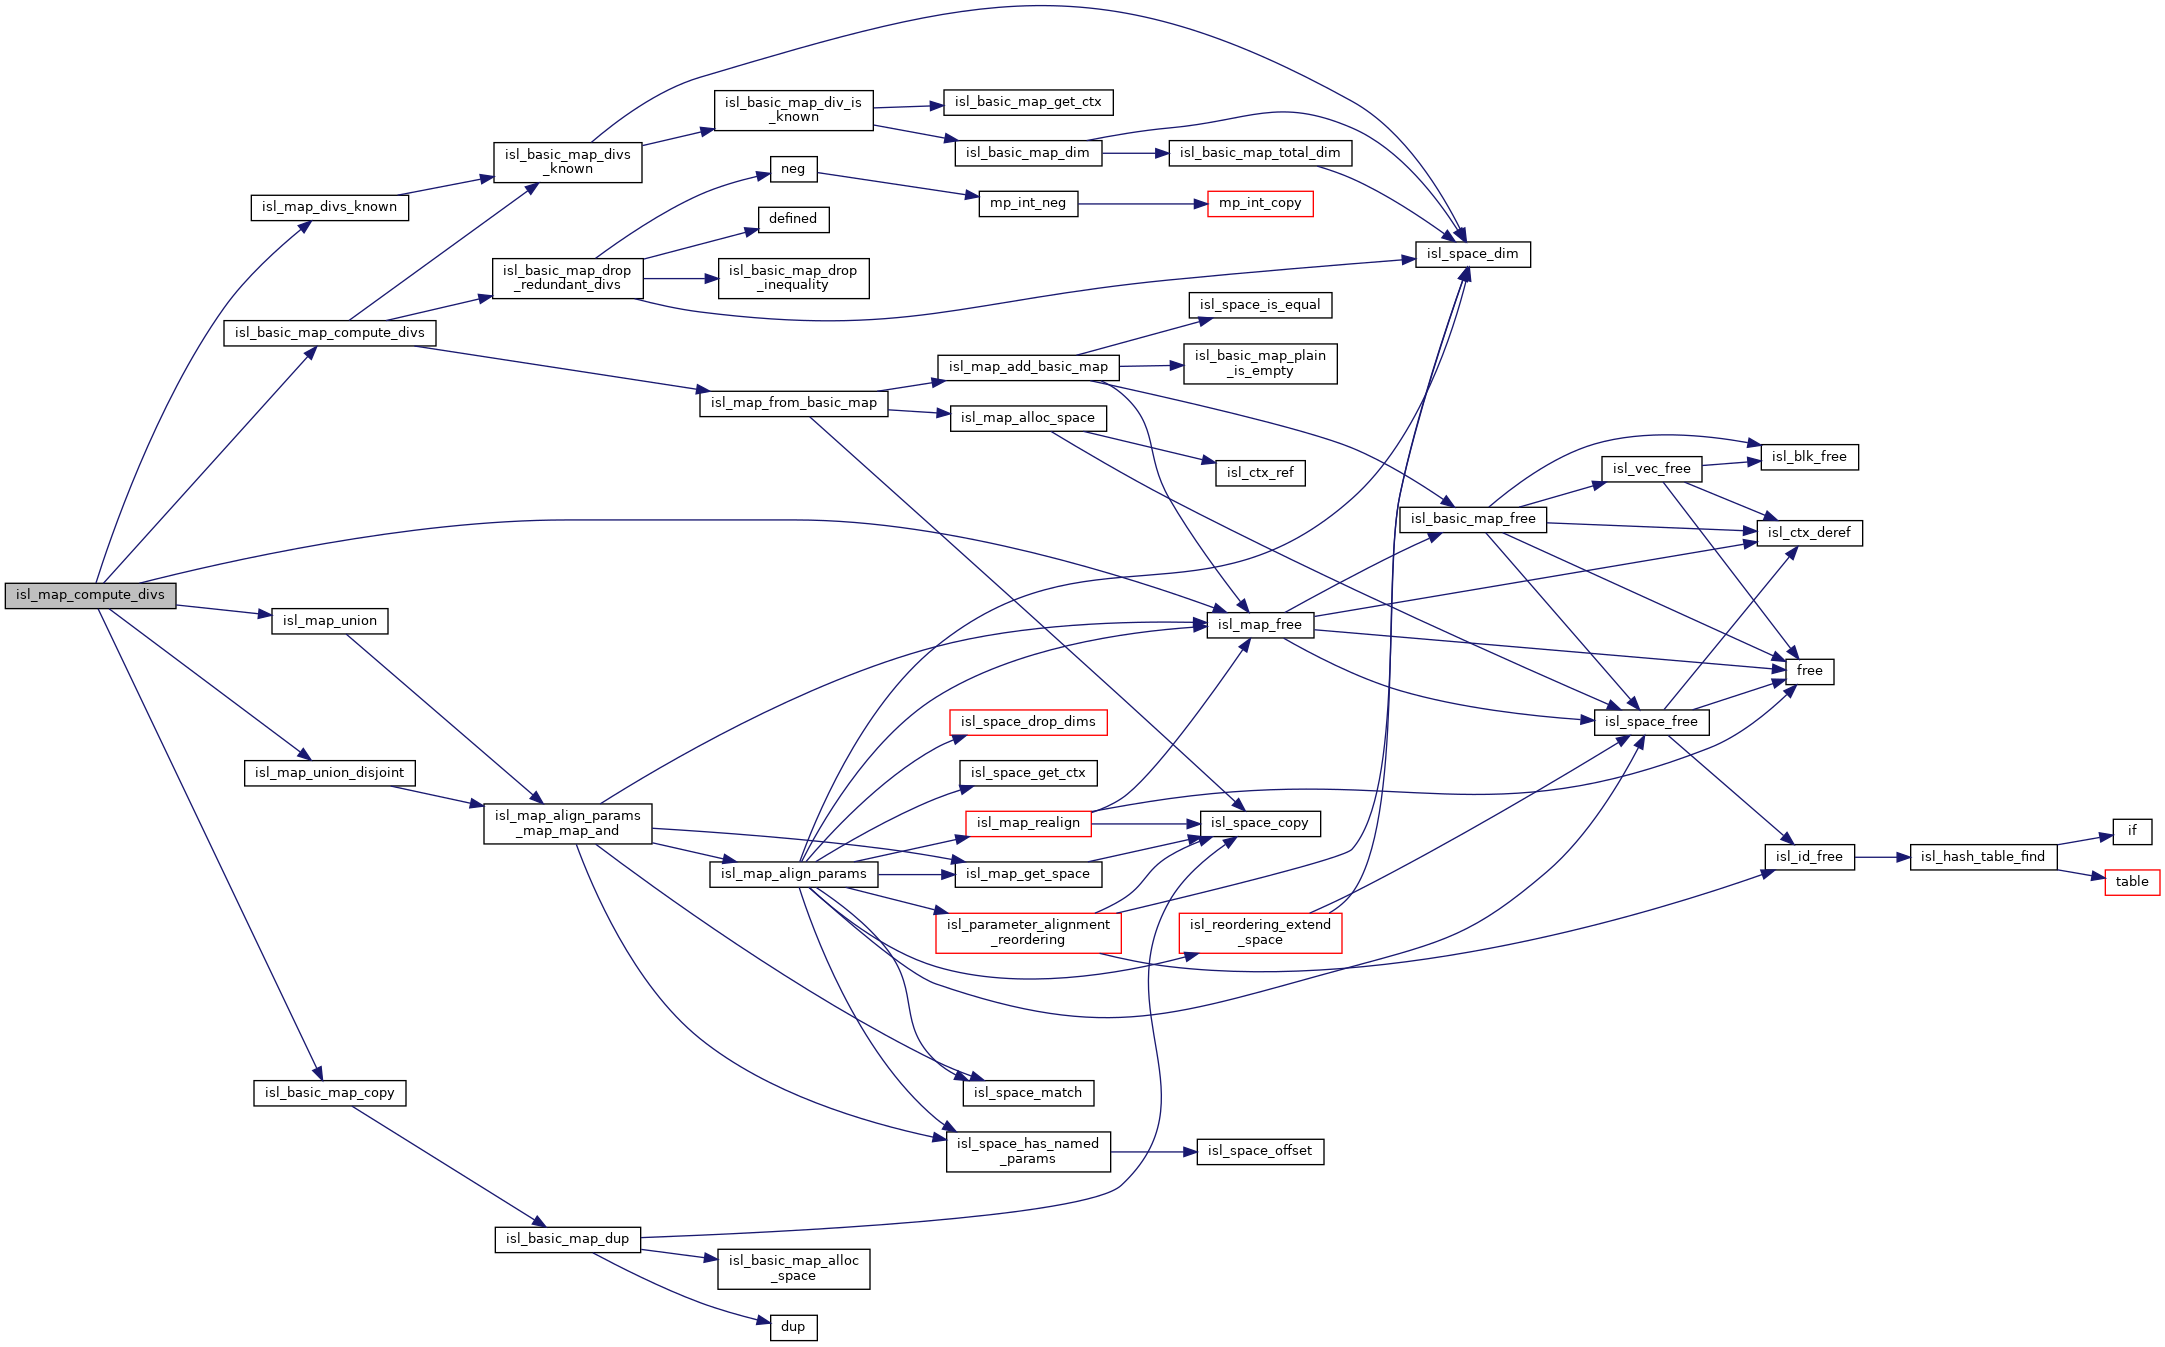 isl_map_compute_divs
isl_map_divs_known
isl_basic_map_compute_divs
isl_map_union
isl_map_union_disjoint
isl_basic_map_copy
isl_basic_map_divs
_known
isl_basic_map_drop
_redundant_divs
isl_map_align_params
_map_map_and
isl_basic_map_dup
isl_basic_map_div_is
_known
neg
defined
isl_basic_map_drop
_inequality
isl_map_from_basic_map
isl_map_align_params
isl_basic_map_alloc
_space
dup
isl_basic_map_get_ctx
isl_basic_map_dim
mp_int_neg
isl_map_add_basic_map
isl_map_alloc_space
isl_space_drop_dims
isl_space_get_ctx
isl_map_realign
isl_map_get_space
isl_parameter_alignment
_reordering
isl_space_match
isl_space_has_named
_params
isl_basic_map_total_dim
mp_int_copy
isl_space_is_equal
isl_basic_map_plain
_is_empty
isl_ctx_ref
isl_map_free
isl_space_copy
isl_reordering_extend
_space
isl_space_offset
isl_space_dim
isl_basic_map_free
isl_vec_free
isl_space_free
isl_blk_free
isl_ctx_deref
free
isl_id_free
isl_hash_table_find
if
table